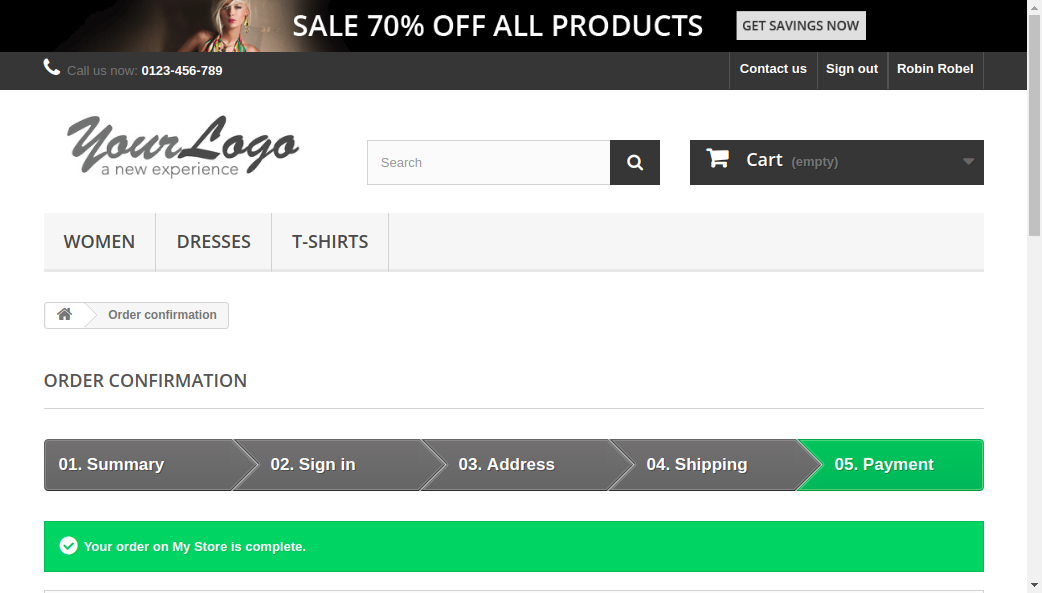 SALE 70% OFF ALL PRODUCTS GET SAVINGS NOW
Call us now: 0123-456-789 Contact us Sign out Robin Robel
YourLogo
a new experience
Search
Cart (empty)
WOMEN DRESSES T-SHIRTS
Order confirmation
ORDER CONFIRMATION
01. Summary 02. Sign in 03. Address 04. Shipping 05. Payment
Your order on My Store is complete.